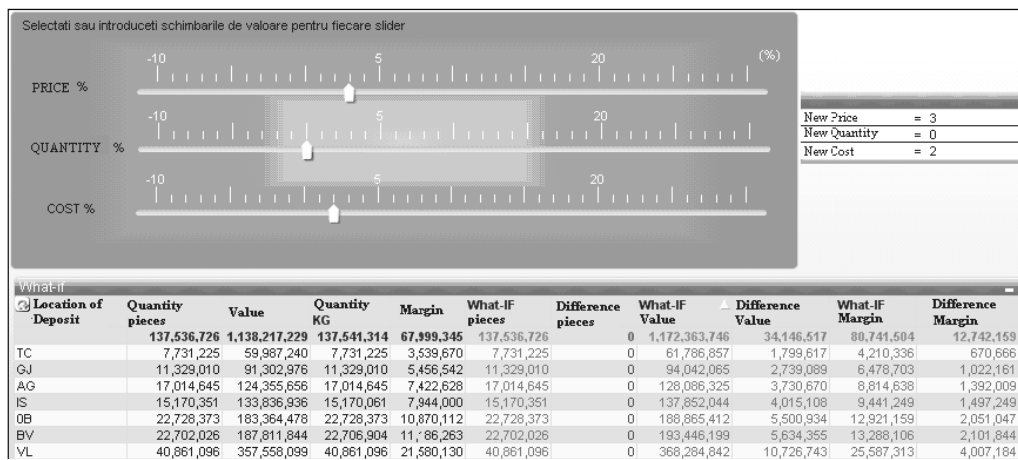 Selectati sau introduceti schimbarile de valoare pentru fiecare slider
-10 5 20 (%)
PRICE %
-10 5 20
QUANTITY %
-10 5 20
COST %
New Price = 3
New Quantity = 0
New Cost = 2
What-if
Location of Deposit Quantity pieces Value Quantity KG Margin What-IF pieces Difference pieces What-IF Value Difference Value What-IF Margin Difference Margin
137,536,726 1,138,217,229 137,541,314 67,999,345 137,536,726 0 1,172,363,746 34,146,517 80,741,504 12,742,159
TC 7,731,225 59,987,240 7,731,225 3,539,670 7,731,225 0 61,786,857 1,799,617 4,210,336 670,666
GJ 11,329,010 91,302,976 11,329,010 5,456,542 11,329,010 0 94,042,065 2,739,089 6,478,703 1,022,161
AG 17,014,645 124,355,656 17,014,645 7,422,628 17,014,645 0 128,086,325 3,730,670 8,814,638 1,392,009
IS 15,170,351 133,836,936 15,170,061 7,944,000 15,170,351 0 137,852,044 4,015,108 9,441,249 1,497,249
0B 22,728,373 183,364,478 22,728,373 10,870,112 22,728,373 0 188,865,412 5,500,934 12,921,159 2,051,047
BV 22,702,026 187,811,844 22,706,904 22,702,026 0 193,446,199 5,634,355 13,288,106 2,101,844
VL 40,861,096 357,558,099 40,861,096 21,580,130 40,861,096 0 368,284,842 10,726,743 25,587,313 4,007,184